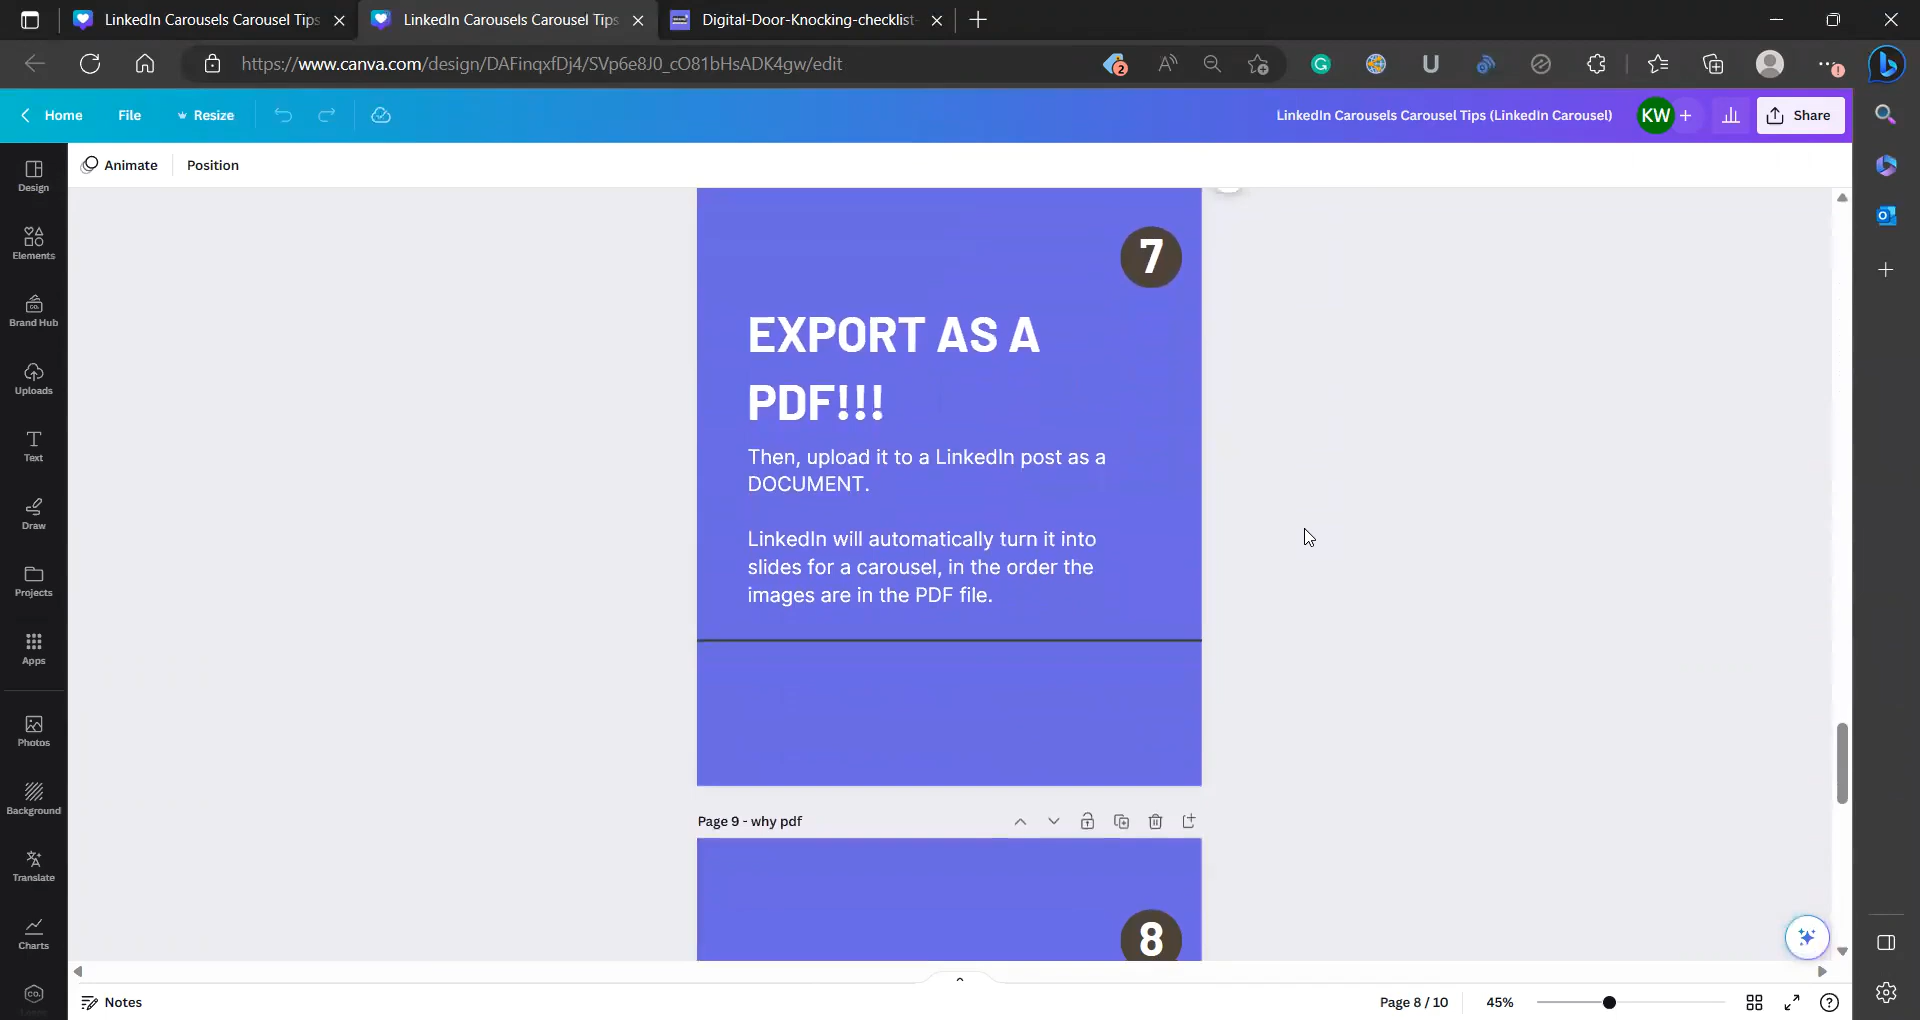 LinkedIn Carousels Carousel Tips
LinkedIn Carousels Carousel Tips
Digital-Door-Knocking-checklist-
https://www.canva.com/design/DAFinqxfDj4/SVp6e8J0_cO81bHsADK4gw/edit
2
Home
File
Resize
LinkedIn Carousels Carousel Tips (LinkedIn Carousel)
KW
Share
Animate
Position
Design
Elements
Brand Hub
Uploads
Text
Draw
Projects
Apps
Photos
Background
Translate
Charts
7
EXPORT AS A
PDF!!!
Then, upload it to a LinkedIn post as a
DOCUMENT.
LinkedIn will automatically turn it into
slides for a carousel, in the order the
images are in the PDF file.
Page 9 - why pdf
8
Notes
Page 8 / 10
45%